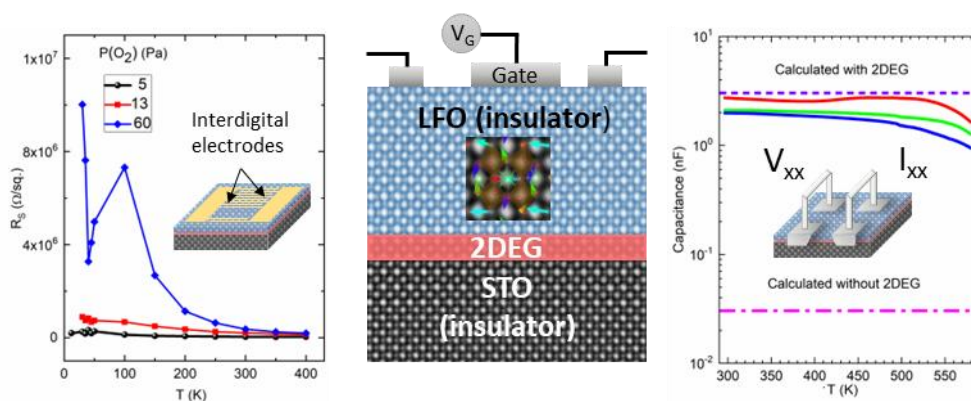 P(O₂) (Pa)
5
13
60
Interdigital
electrodes
1x10⁷
8x10⁶
4x10⁶
0
R_S (Ω/sq.)
0
100
200
300
400
T (K)
V_G
Gate
LFO (insulator)
2DEG
STO
(insulator)
10¹
10⁰
10⁻¹
10⁻²
Capacitance (nF)
Calculated with 2DEG
V_xx
I_xx
Calculated without 2DEG
300
350
400
450
500
550
T (K)